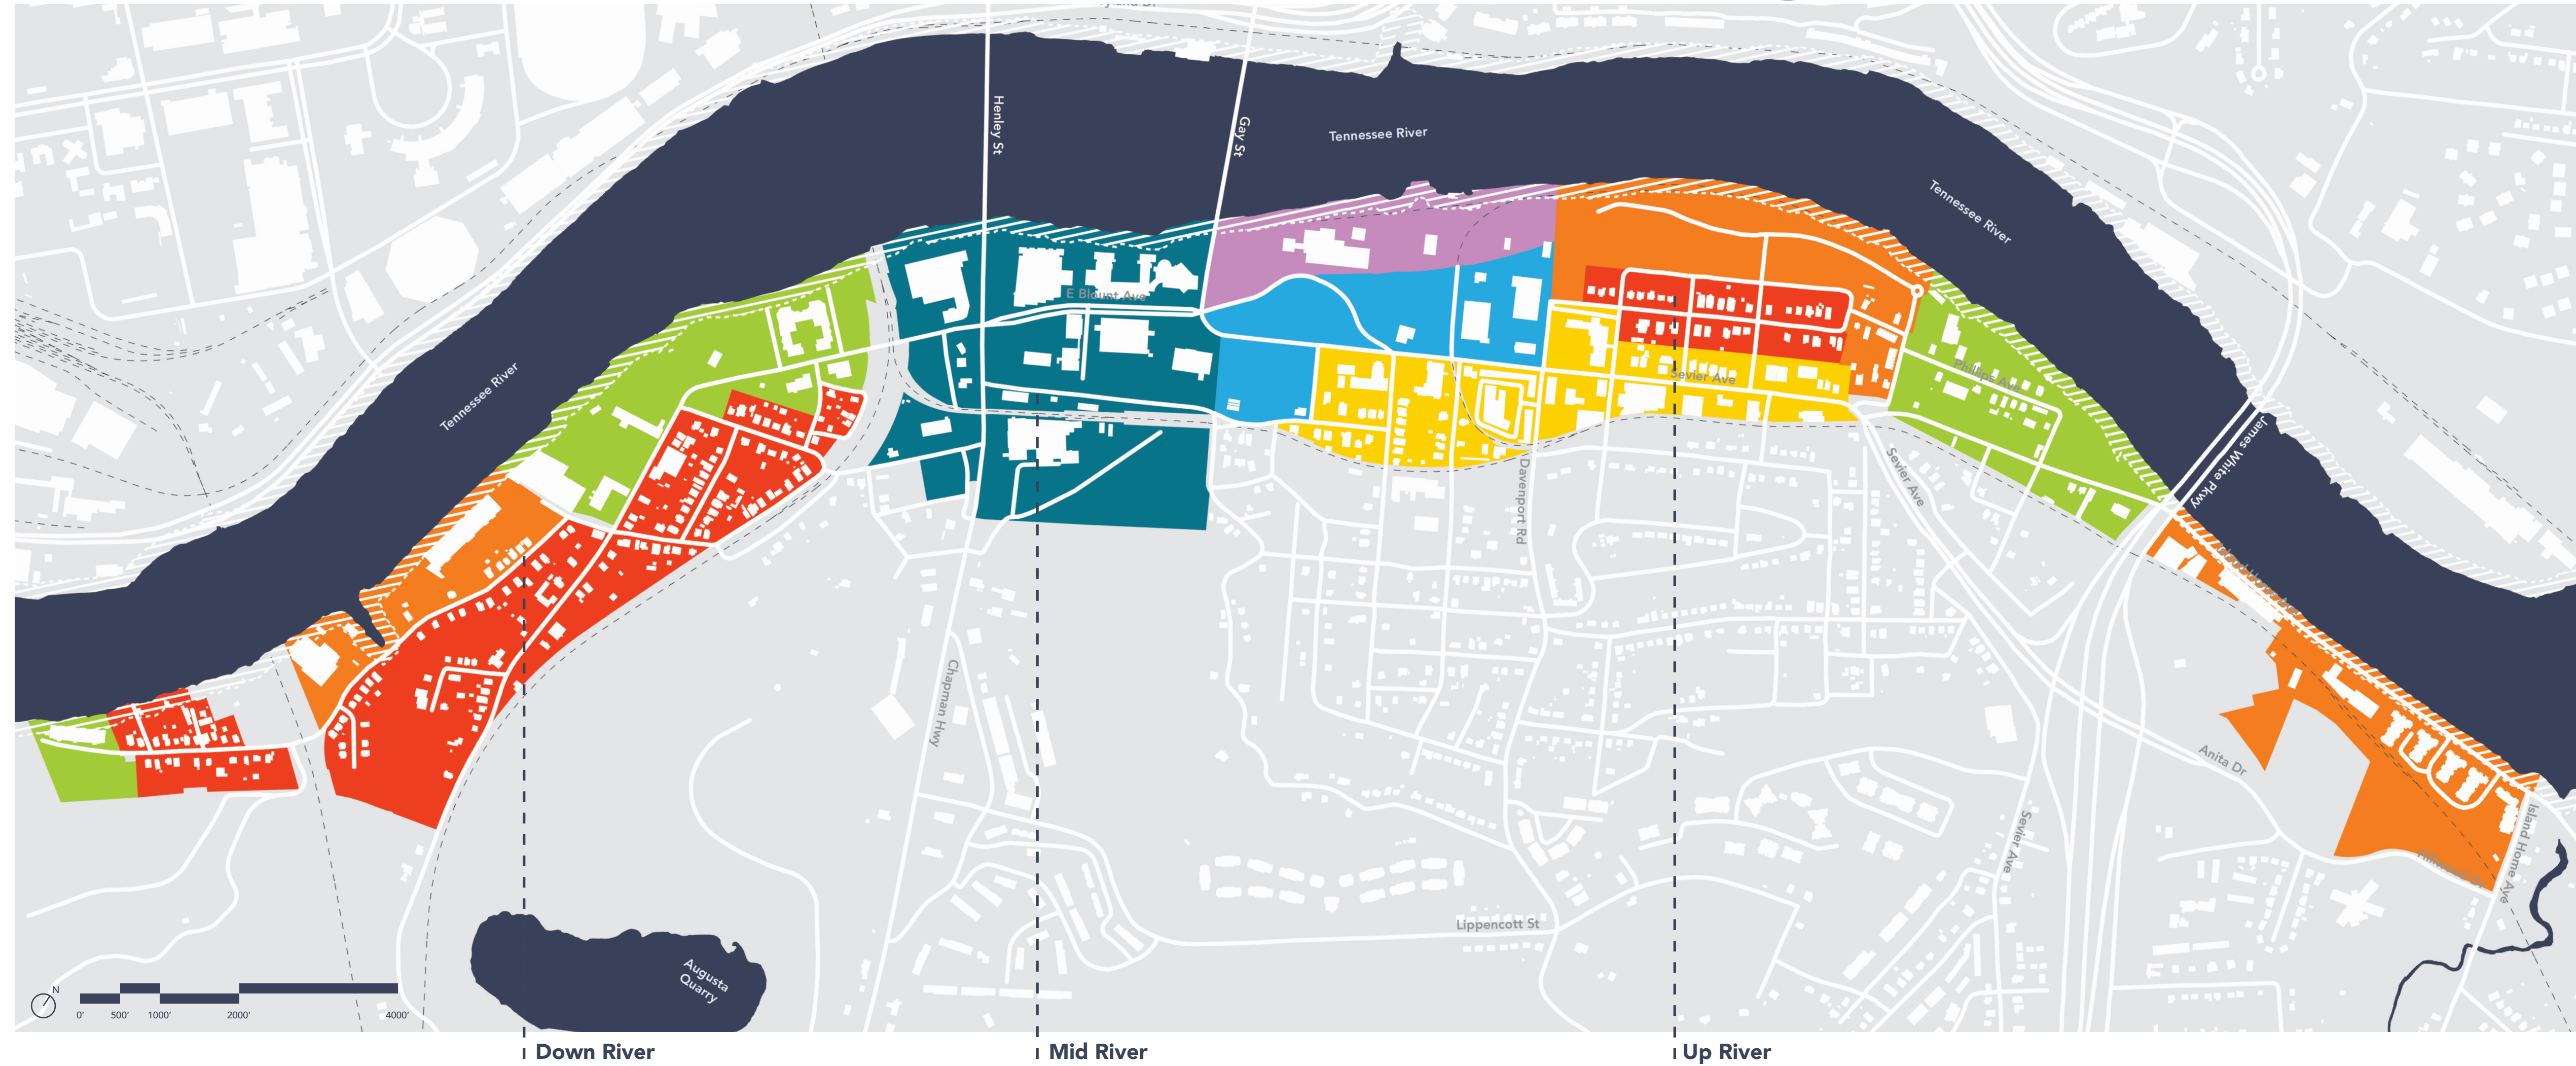 Henley St
Gay St
Tennessee River
Tennessee River
Tennessee River
E Blount Ave
Sevier Ave
Phillips Ave
James White Pkwy
Sevier Ave
Davenport Rd
Chapman Hwy
Anita Dr
Sevier Ave
Island Home Ave
Lippencott St
Augusta
Quarry
N
0' 500' 1000' 2000' 4000'
Down River
Mid River
Up River